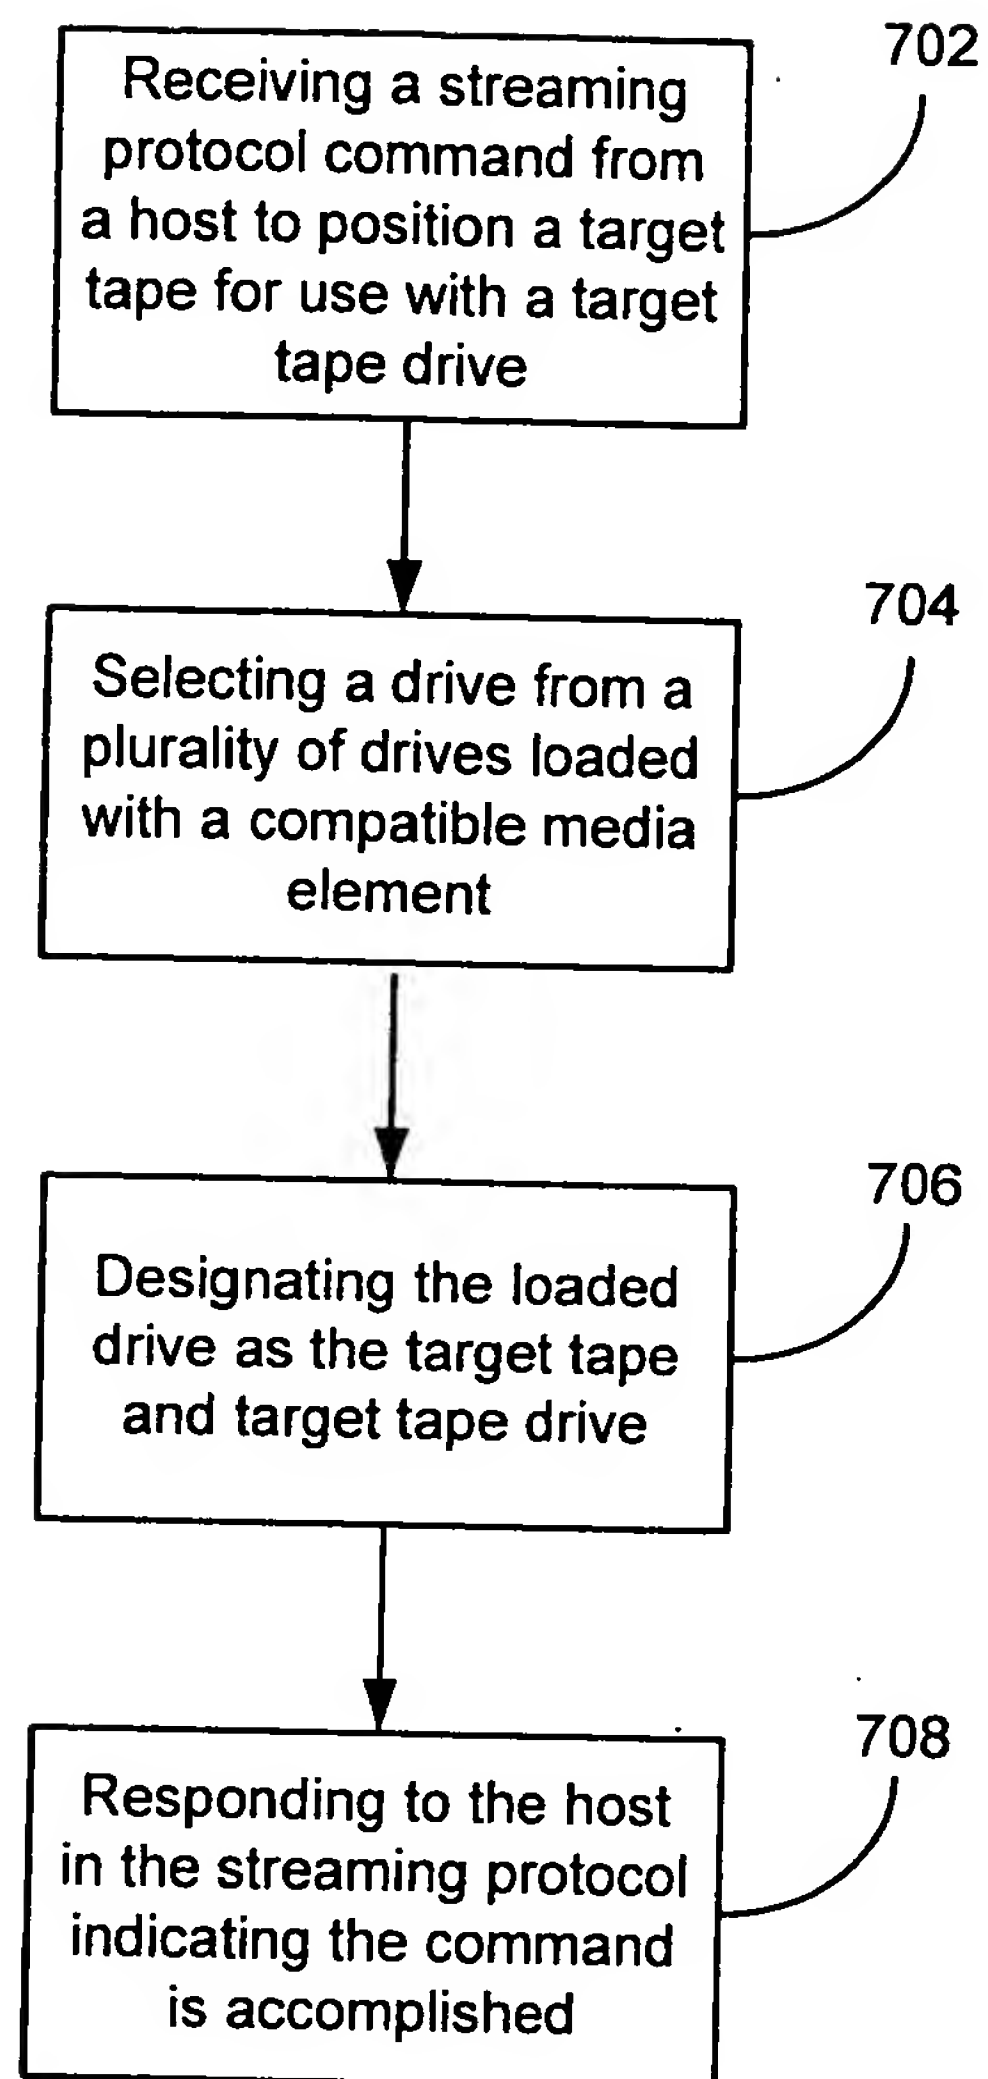 702
Receiving a streaming
protocol command from
a host to position a target
tape for use with a target
tape drive
704
Selecting a drive from a
plurality of drives loaded
with a compatible media
element
706
Designating the loaded
drive as the target tape
and target tape drive
708
Responding to the host
in the streaming protocol
indicating the command
is accomplished